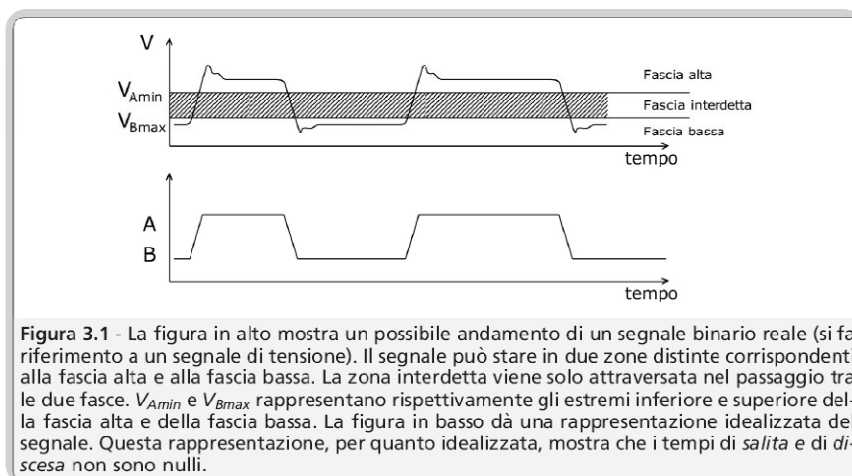 V
V_Amin
V_Bmax
Fascia alta
Fascia interdetta
Fascia bassa
tempo
A
B
tempo
Figura 3.1 - La figura in alto mostra un possibile andamento di un segnale binario reale (si fa
riferimento a un segnale di tensione). Il segnale può stare in due zone distinte corrispondenti
alla fascia alta e alla fascia bassa. La zona interdetta viene solo attraversata nel passaggio tra
le due fasce. V_Amin e V_Bmax rappresentano rispettivamente gli estremi inferiore e superiore del-
la fascia alta e della fascia bassa. La figura in basso dà una rappresentazione idealizzata del
segnale. Questa rappresentazione, per quanto idealizzata, mostra che i tempi di salita e di di-
scesa non sono nulli.